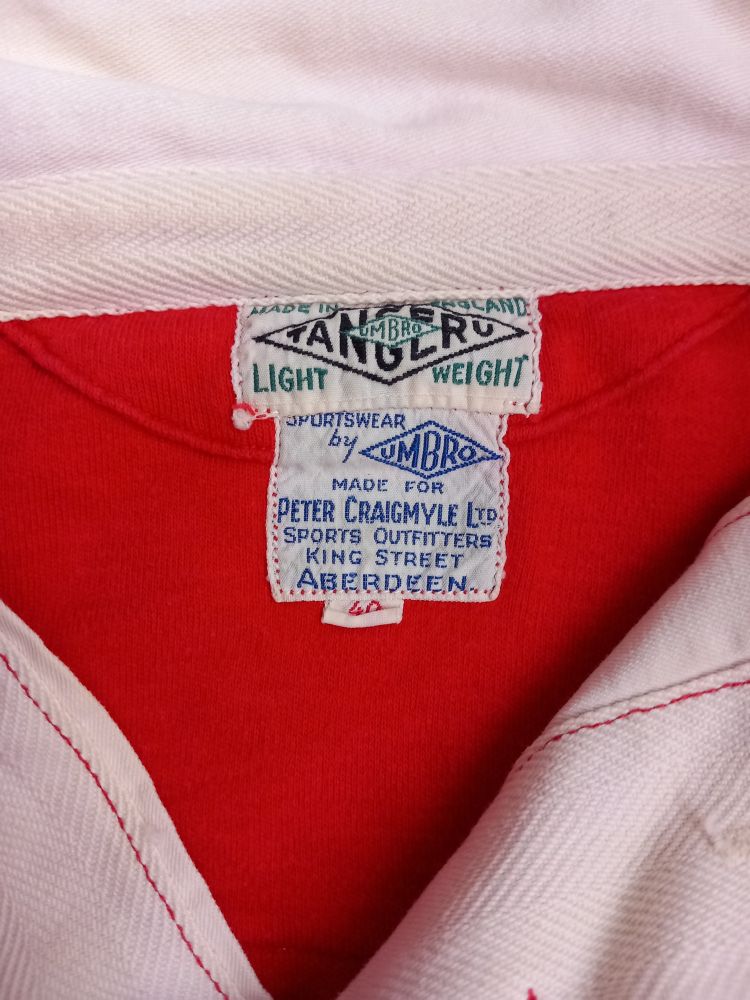 MADE IN ENGLAND
TANGERU
UMBRO
LIGHT WEIGHT
SPORTSWEAR
by UMBRO
MADE FOR
PETER CRAIGMYLE LTD
SPORTS OUTFITTERS
KING STREET
ABERDEEN.
40